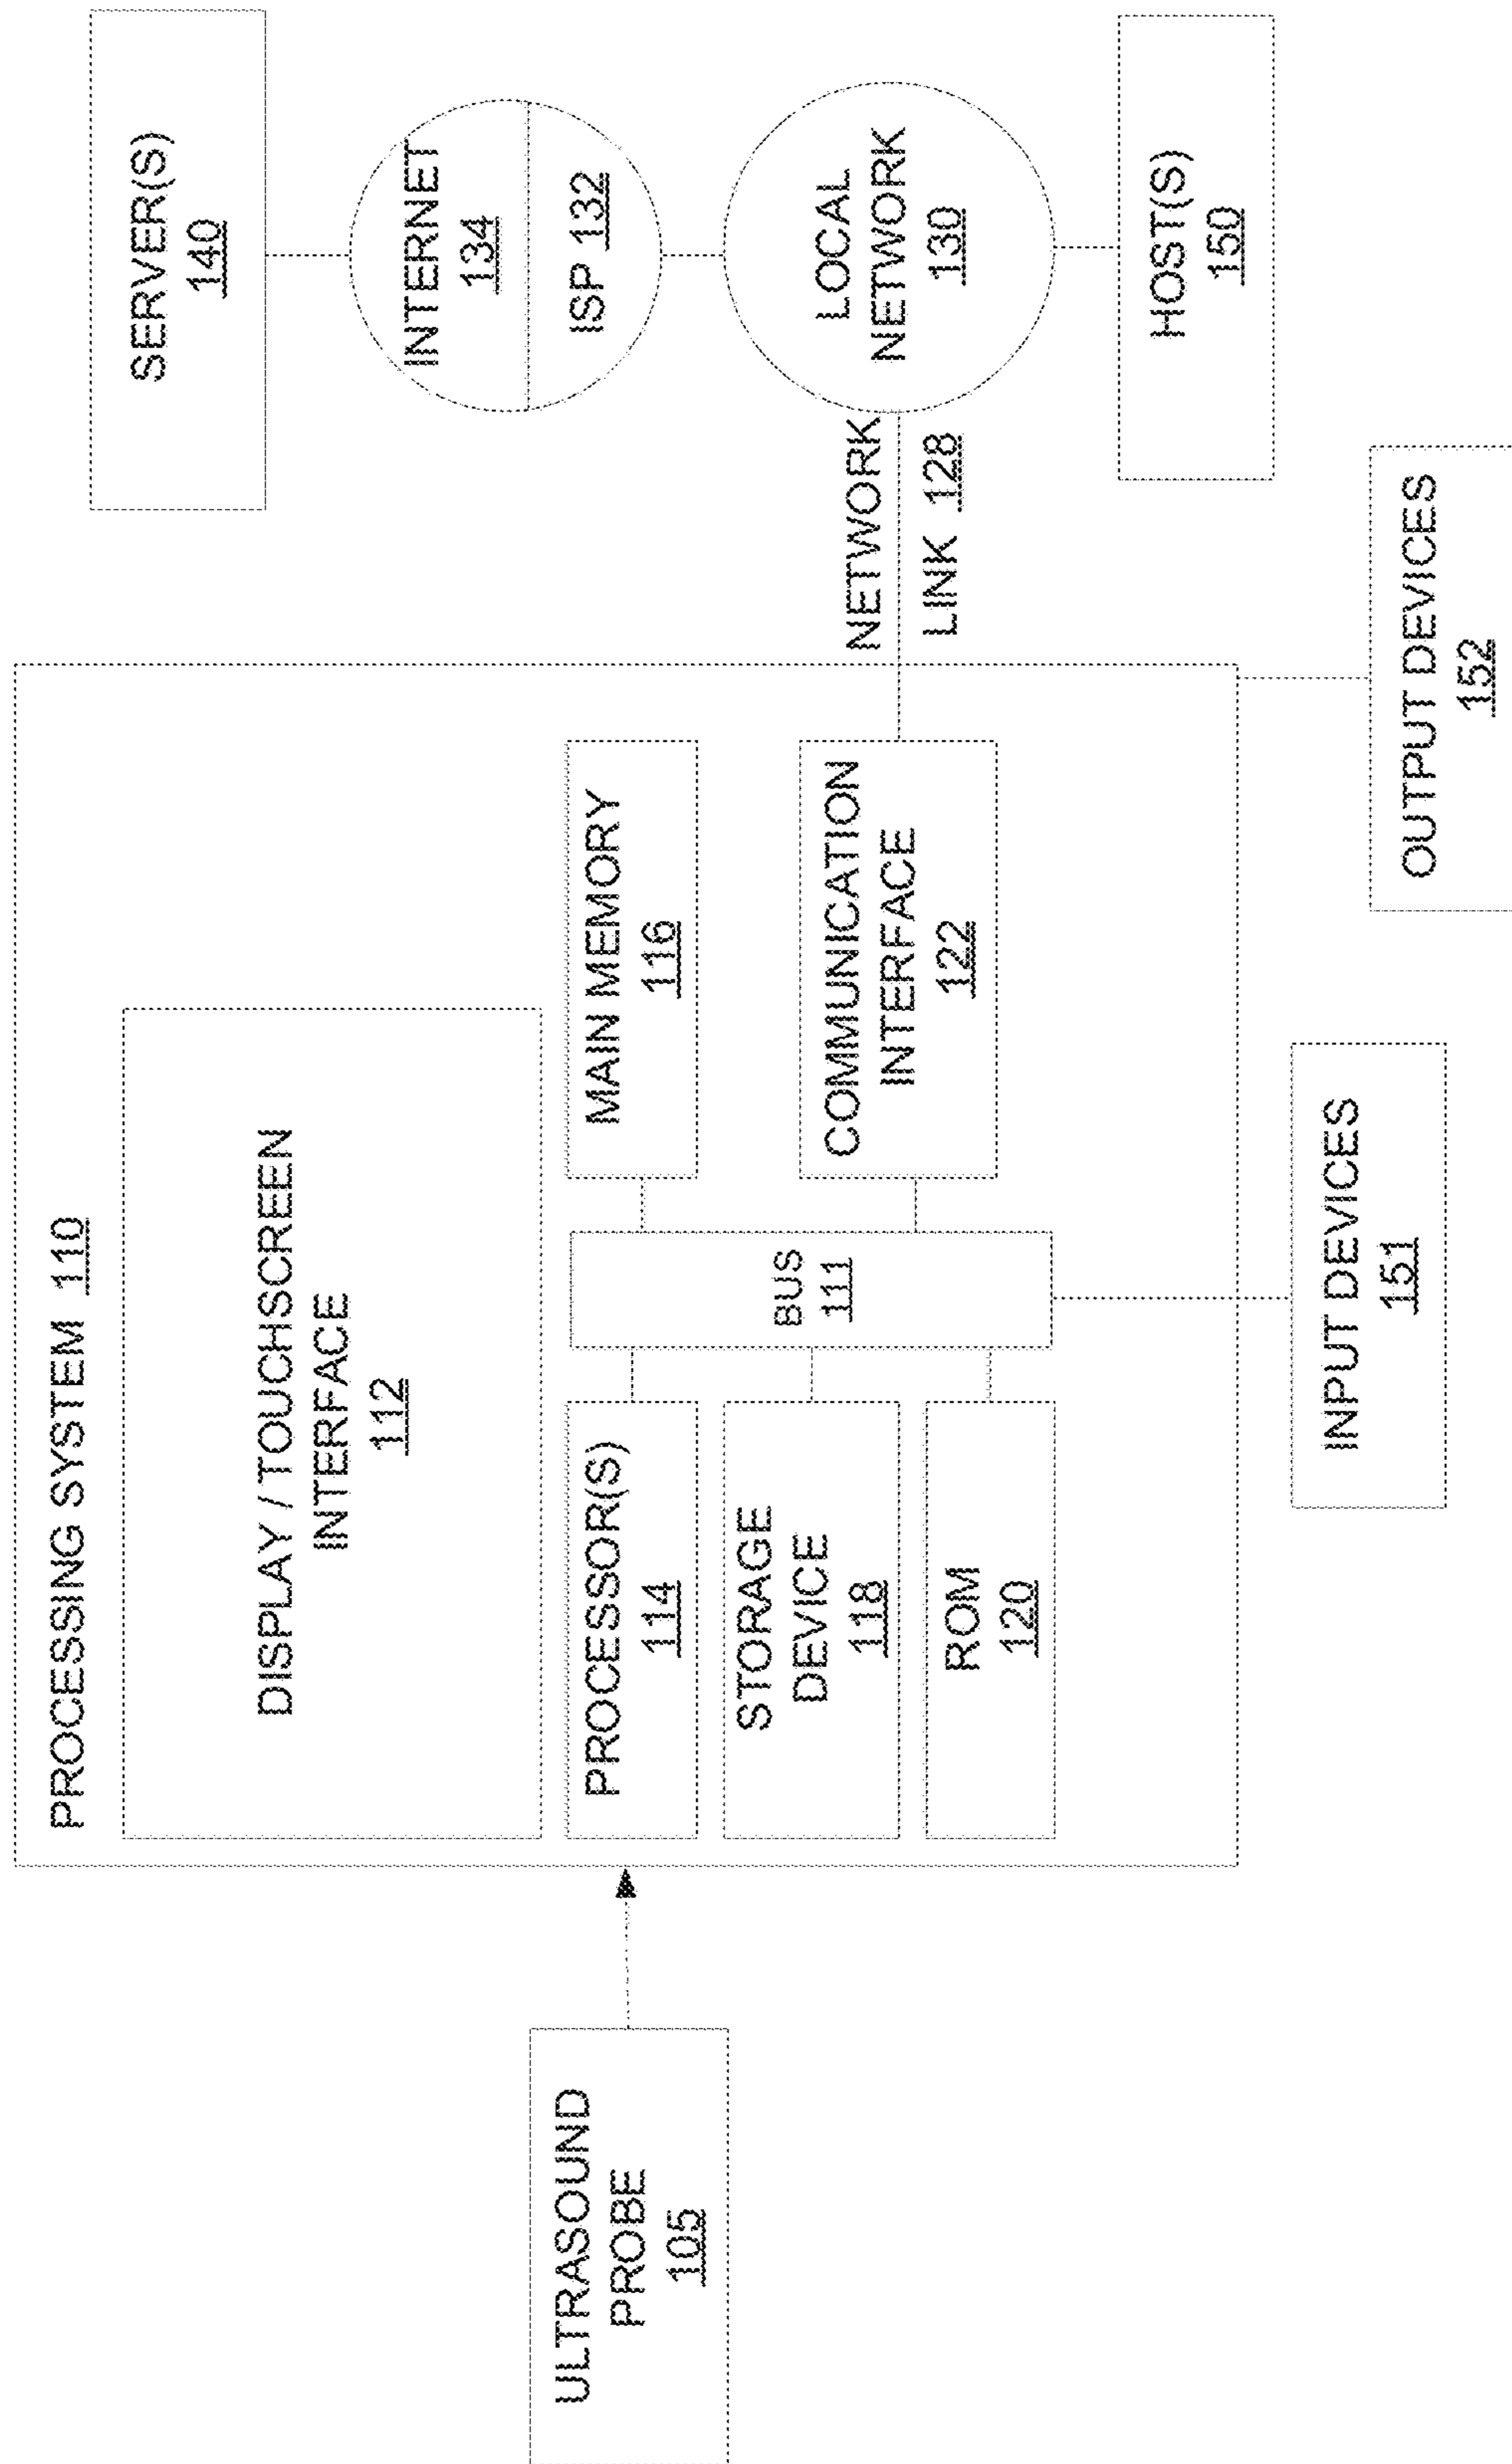 PROCESSING SYSTEM 110
DISPLAY / TOUCHSCREEN
INTERFACE
112
PROCESSOR(S)
114
STORAGE
DEVICE
118
ROM
120
BUS
111
MAIN MEMORY
116
COMMUNICATION
INTERFACE
122
ULTRASOUND
PROBE
105
INPUT DEVICES
151
OUTPUT DEVICES
152
NETWORK
LINK 128
SERVER(S)
140
INTERNET
134
ISP 132
LOCAL
NETWORK
130
HOST(S)
150